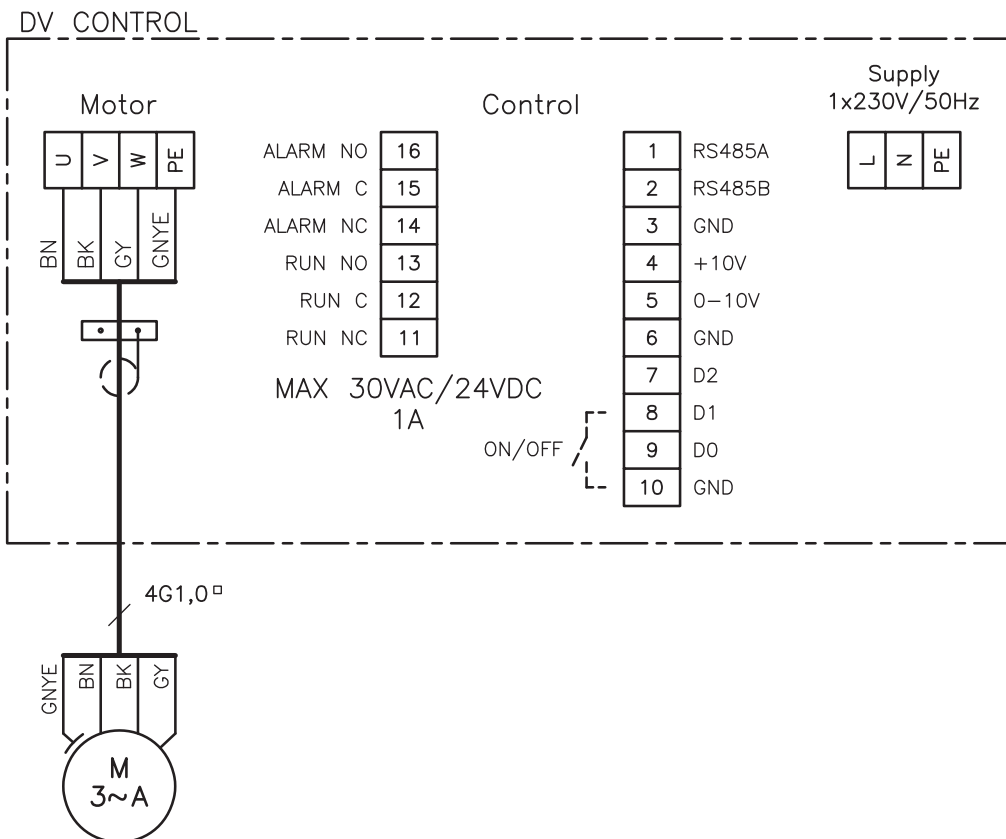 DV CONTROL
Motor
U V W PE
BN BK GY GNYE
Control
ALARM NO 16
ALARM C 15
ALARM NC 14
RUN NO 13
RUN C 12
RUN NC 11
MAX 30VAC/24VDC
1A
1 RS485A
2 RS485B
3 GND
4 +10V
5 0-10V
6 GND
7 D2
8 D1
9 D0
10 GND
ON/OFF
Supply
1x230V/50Hz
L N PE
4G1,0□
GNYE BN BK GY
M
3~A